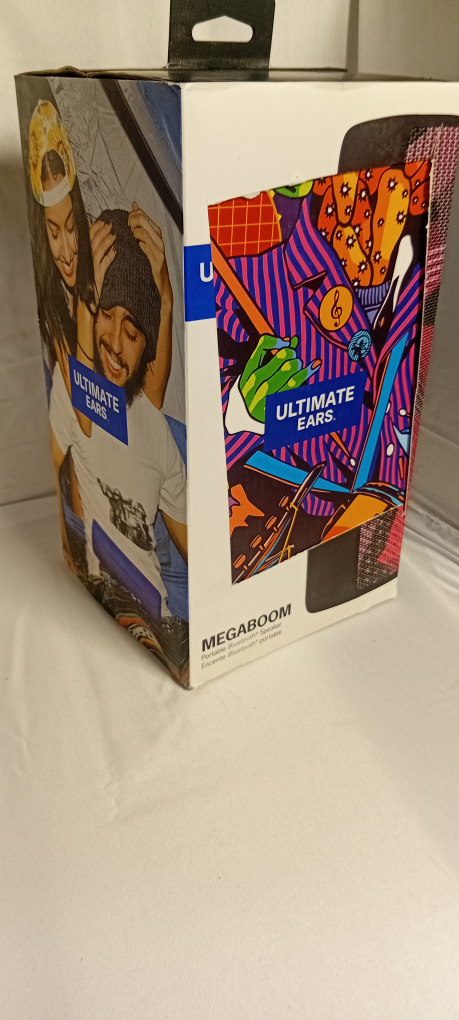 ULTIMATE
EARS
U
ULTIMATE
EARS
MEGABOOM
Portable Bluetooth® Speaker
Enceinte Bluetooth® portable